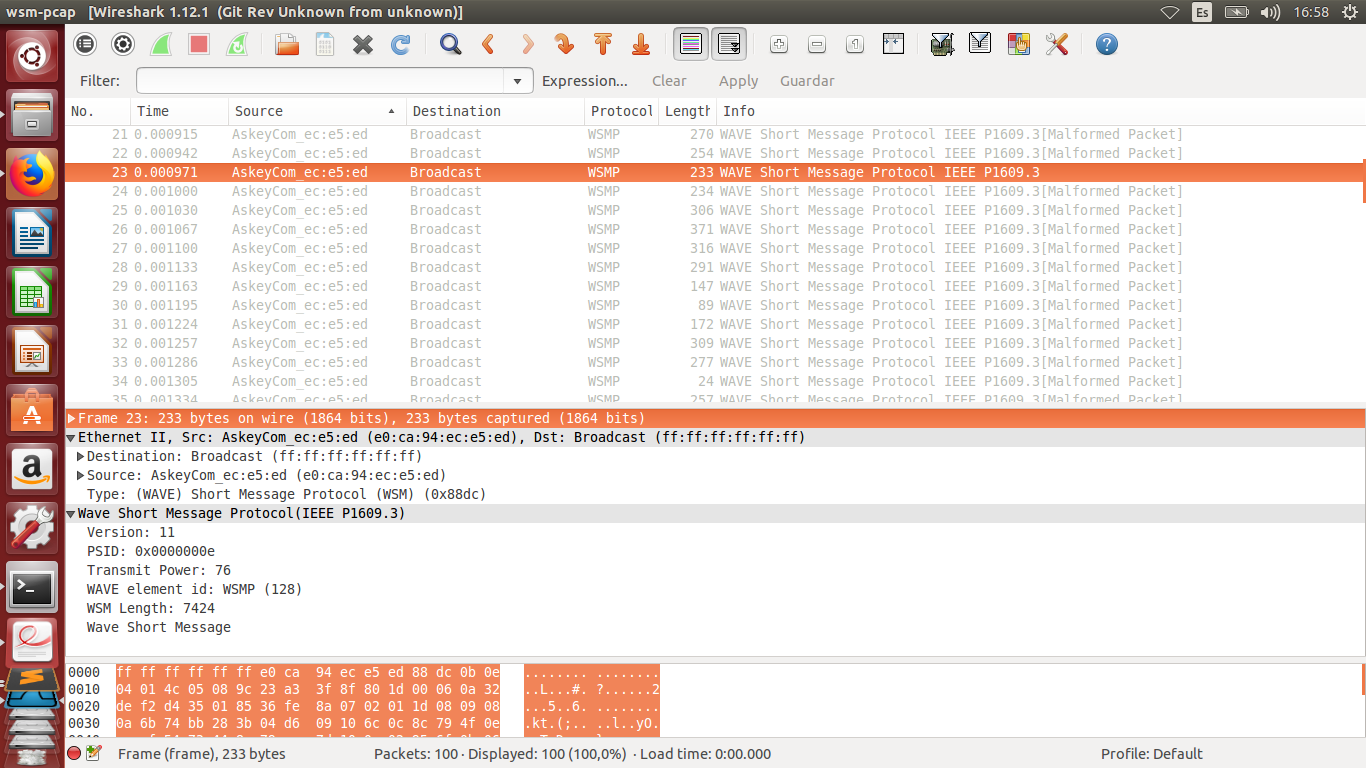 wsm-pcap [Wireshark 1.12.1 (Git Rev Unknown from unknown)]
Es
16:58
Filter:
Expression...
Clear
Apply
Guardar
No. Time Source Destination Protocol Length Info
21 0.000915 AskeyCom_ec:e5:ed Broadcast WSMP 270 WAVE Short Message Protocol IEEE P1609.3[Malformed Packet]
22 0.000942 AskeyCom_ec:e5:ed Broadcast WSMP 254 WAVE Short Message Protocol IEEE P1609.3[Malformed Packet]
23 0.000971 AskeyCom_ec:e5:ed Broadcast WSMP 233 WAVE Short Message Protocol IEEE P1609.3
24 0.001000 AskeyCom_ec:e5:ed Broadcast WSMP 234 WAVE Short Message Protocol IEEE P1609.3[Malformed Packet]
25 0.001030 AskeyCom_ec:e5:ed Broadcast WSMP 306 WAVE Short Message Protocol IEEE P1609.3[Malformed Packet]
26 0.001067 AskeyCom_ec:e5:ed Broadcast WSMP 371 WAVE Short Message Protocol IEEE P1609.3[Malformed Packet]
27 0.001100 AskeyCom_ec:e5:ed Broadcast WSMP 316 WAVE Short Message Protocol IEEE P1609.3[Malformed Packet]
28 0.001133 AskeyCom_ec:e5:ed Broadcast WSMP 291 WAVE Short Message Protocol IEEE P1609.3[Malformed Packet]
29 0.001163 AskeyCom_ec:e5:ed Broadcast WSMP 147 WAVE Short Message Protocol IEEE P1609.3[Malformed Packet]
30 0.001195 AskeyCom_ec:e5:ed Broadcast WSMP 89 WAVE Short Message Protocol IEEE P1609.3[Malformed Packet]
31 0.001224 AskeyCom_ec:e5:ed Broadcast WSMP 172 WAVE Short Message Protocol IEEE P1609.3[Malformed Packet]
32 0.001257 AskeyCom_ec:e5:ed Broadcast WSMP 309 WAVE Short Message Protocol IEEE P1609.3[Malformed Packet]
33 0.001286 AskeyCom_ec:e5:ed Broadcast WSMP 277 WAVE Short Message Protocol IEEE P1609.3[Malformed Packet]
34 0.001305 AskeyCom_ec:e5:ed Broadcast WSMP 24 WAVE Short Message Protocol IEEE P1609.3[Malformed Packet]
35 0.001334 AskeyCom_ec:e5:ed Broadcast WSMP 257 WAVE Short Message Protocol IEEE P1609.3[Malformed Packet]
Frame 23: 233 bytes on wire (1864 bits), 233 bytes captured (1864 bits)
Ethernet II, Src: AskeyCom_ec:e5:ed (e0:ca:94:ec:e5:ed), Dst: Broadcast (ff:ff:ff:ff:ff:ff)
Destination: Broadcast (ff:ff:ff:ff:ff:ff)
Source: AskeyCom_ec:e5:ed (e0:ca:94:ec:e5:ed)
Type: (WAVE) Short Message Protocol (WSM) (0x88dc)
Wave Short Message Protocol(IEEE P1609.3)
Version: 11
PSID: 0x0000000e
Transmit Power: 76
WAVE element id: WSMP (128)
WSM Length: 7424
Wave Short Message
0000 ff ff ff ff ff ff e0 ca 94 ec e5 ed 88 dc 0b 0e ........ ........
0010 04 01 4c 05 08 9c 23 a3 3f 8f 80 1d 00 06 0a 32 ..L...#. ?......2
0020 de f2 d4 35 01 85 36 fe 8a 07 02 01 1d 08 09 08 ...5..6. ........
0030 0a 6b 74 bb 28 3b 04 d6 09 10 6c 0c 8c 79 4f 0e .kt.(;.. ..l..yO.
Frame (frame), 233 bytes
Packets: 100 · Displayed: 100 (100,0%) · Load time: 0:00.000
Profile: Default